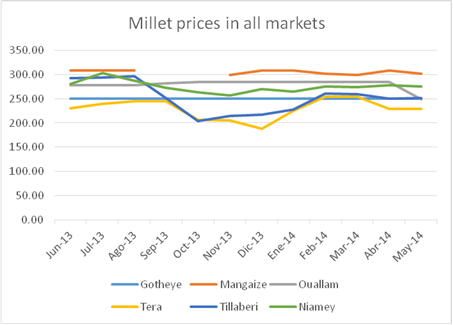 Millet prices in all markets
350.00
300.00
250.00
200.00
150.00
100.00
50.00
0.00
Jun-13 Jul-13 Ago-13 Sep-13 Oct-13 Nov-13 Dic-13 Ene-14 Feb-14 Mar-14 Abr-14 May-14
Gotheye Mangaize Ouallam
Tera Tillaberi Niamey